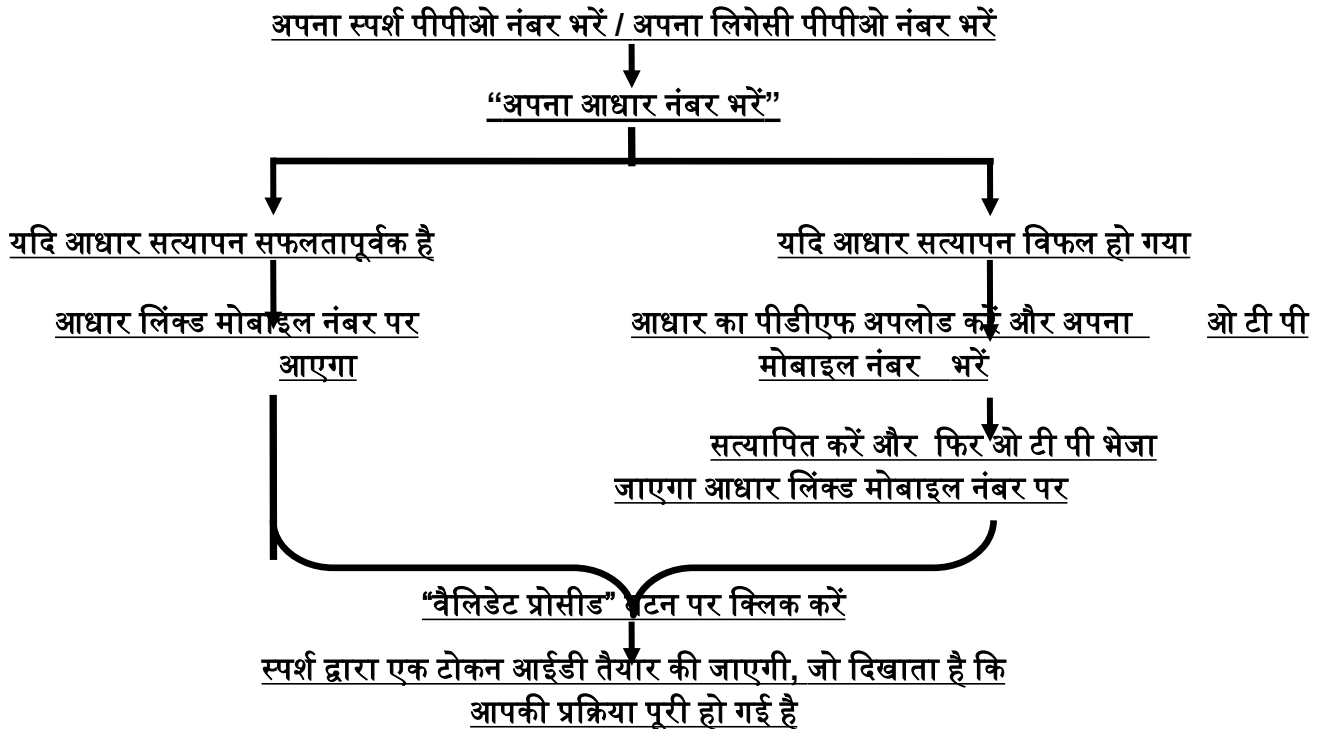 अपना स्पर्श पीपीओ नंबर भरें / अपना लिगेसी पीपीओ नंबर भरें
“अपना आधार नंबर भरें”
यदि आधार सत्यापन सफलतापूर्वक है
यदि आधार सत्यापन विफल हो गया
आधार लिंक्ड मोबाइल नंबर पर
आएगा
आधार का पीडीएफ अपलोड करें और अपना ओ टी पी
मोबाइल नंबर भरें
सत्यापित करें और फिर ओ टी पी भेजा
जाएगा आधार लिंक्ड मोबाइल नंबर पर
“वैलिडेट प्रोसीड” बटन पर क्लिक करें
स्पर्श द्वारा एक टोकन आईडी तैयार की जाएगी, जो दिखाता है कि
आपकी प्रक्रिया पूरी हो गई है